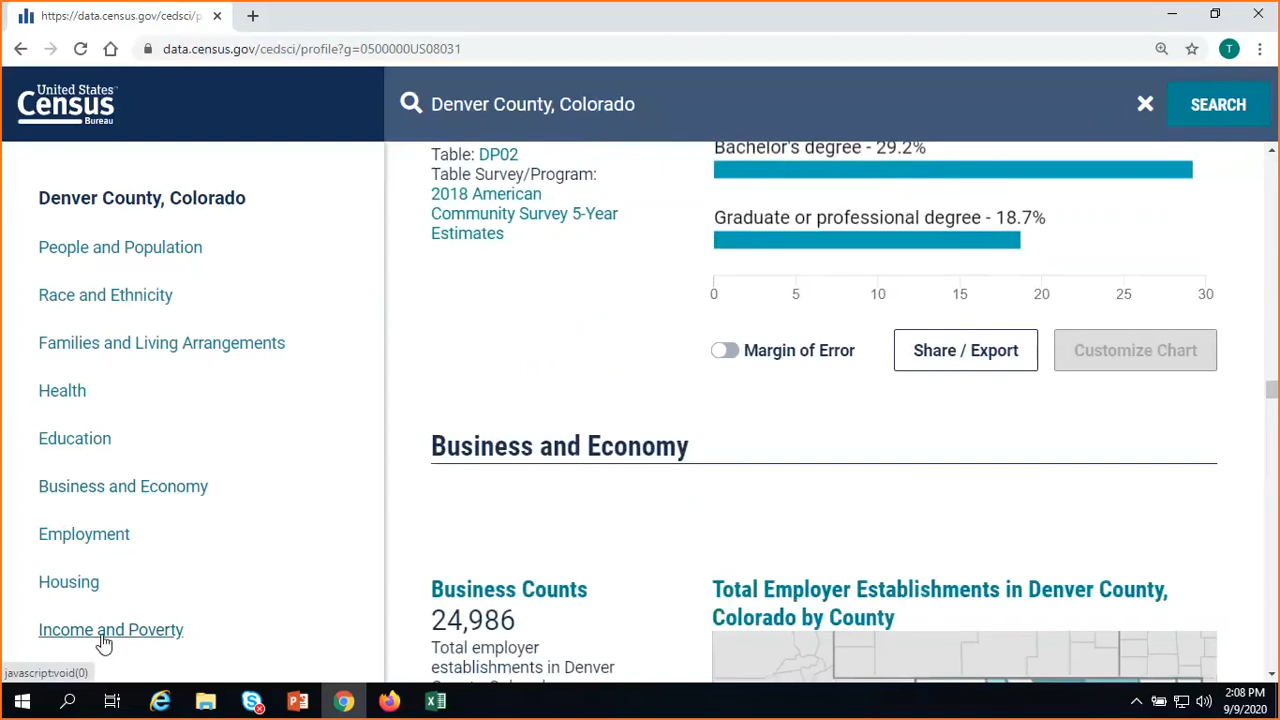 https://data.census.gov/cedsci/p
data.census.gov/cedsci/profile?g=0500000US08031
T
United States
Census
Bureau
Denver County, Colorado
SEARCH
Denver County, Colorado
People and Population
Race and Ethnicity
Families and Living Arrangements
Health
Education
Business and Economy
Employment
Housing
Income and Poverty
javascript:void(0)
Table: DP02
Table Survey/Program:
2018 American
Community Survey 5-Year
Estimates
Bachelor's degree - 29.2%
Graduate or professional degree - 18.7%
0 5 10 15 20 25 30
Margin of Error
Share / Export
Customize Chart
Business and Economy
Business Counts
24,986
Total employer
establishments in Denver
Total Employer Establishments in Denver County,
Colorado by County
2:08 PM
9/9/2020